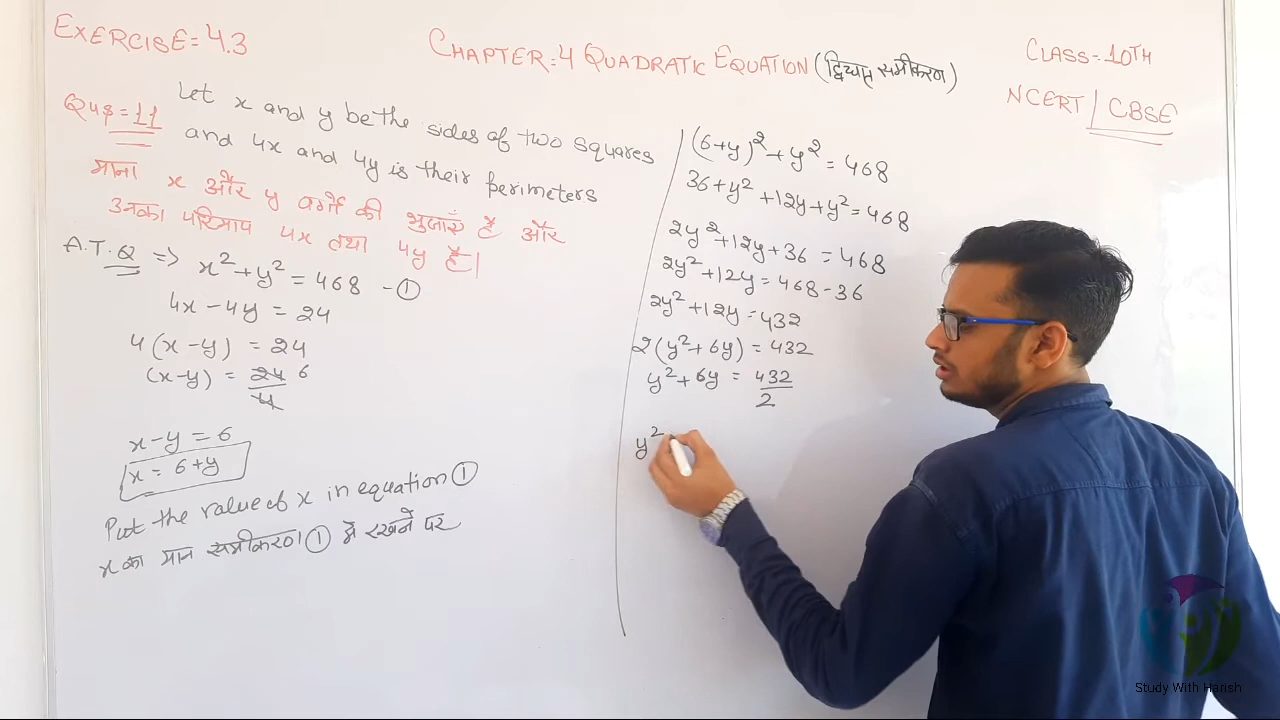 EXERCISE=4.3
CHAPTER:4 QUADRATIC EQUATION (द्विघात समीकरण)
CLASS=10TH
NCERT/CBSE
Ques=11
Let x and y be the sides of two squares
and 4x and 4y is their perimeters
माना x और y वर्गों की भुजाएँ है और
उनका परिमाप 4x तथा 4y है।
A.T.Q => x²+y²=468 -①
4x-4y=24
4(x-y)=24
(x-y)=24/4 6
x-y=6
x=6+y
Put the value of x in equation ①
x का मान समीकरण ① में रखने पर
(6+y)²+y²=468
36+y²+12y+y²=468
2y²+12y+36=468
2y²+12y=468-36
2y²+12y=432
2(y²+6y)=432
y²+6y=432/2
y²
Study With Harish